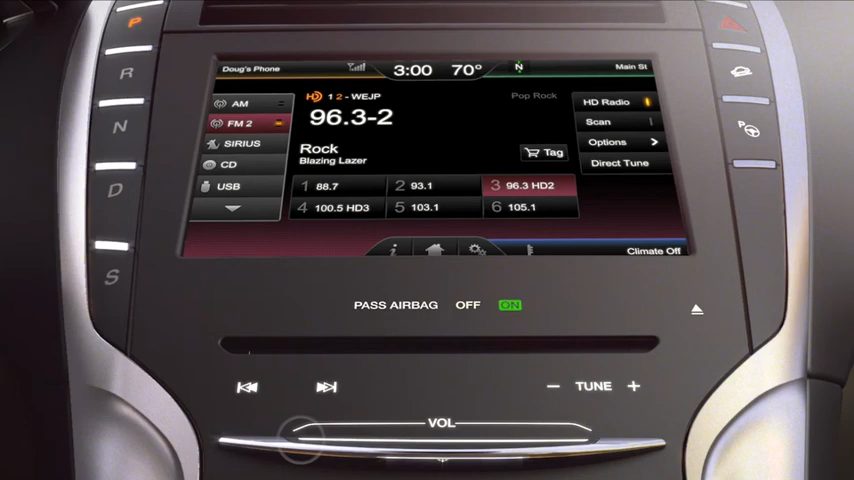 P
R
N
D
S
Doug's Phone
3:00 70°
N
Main St
AM
FM 2
SIRIUS
CD
USB
HD 1 2 - WEJP
96.3-2
Pop Rock
Rock
Blazing Lazer
Tag
HD Radio
Scan
Options
Direct Tune
1 88.7
2 93.1
3 96.3 HD2
4 100.5 HD3
5 103.1
6 105.1
i
Climate Off
P
PASS AIRBAG OFF ON
− TUNE +
VOL